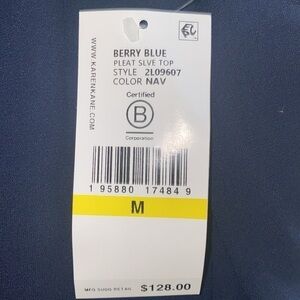 WWW.KARENKANE.COM
BERRY BLUE
PLEAT SLVE TOP
STYLE 2L09607
COLOR NAV
Certified
B
Corporation
1 95880 17484 9
M
MFG SUGG RETAIL $128.00